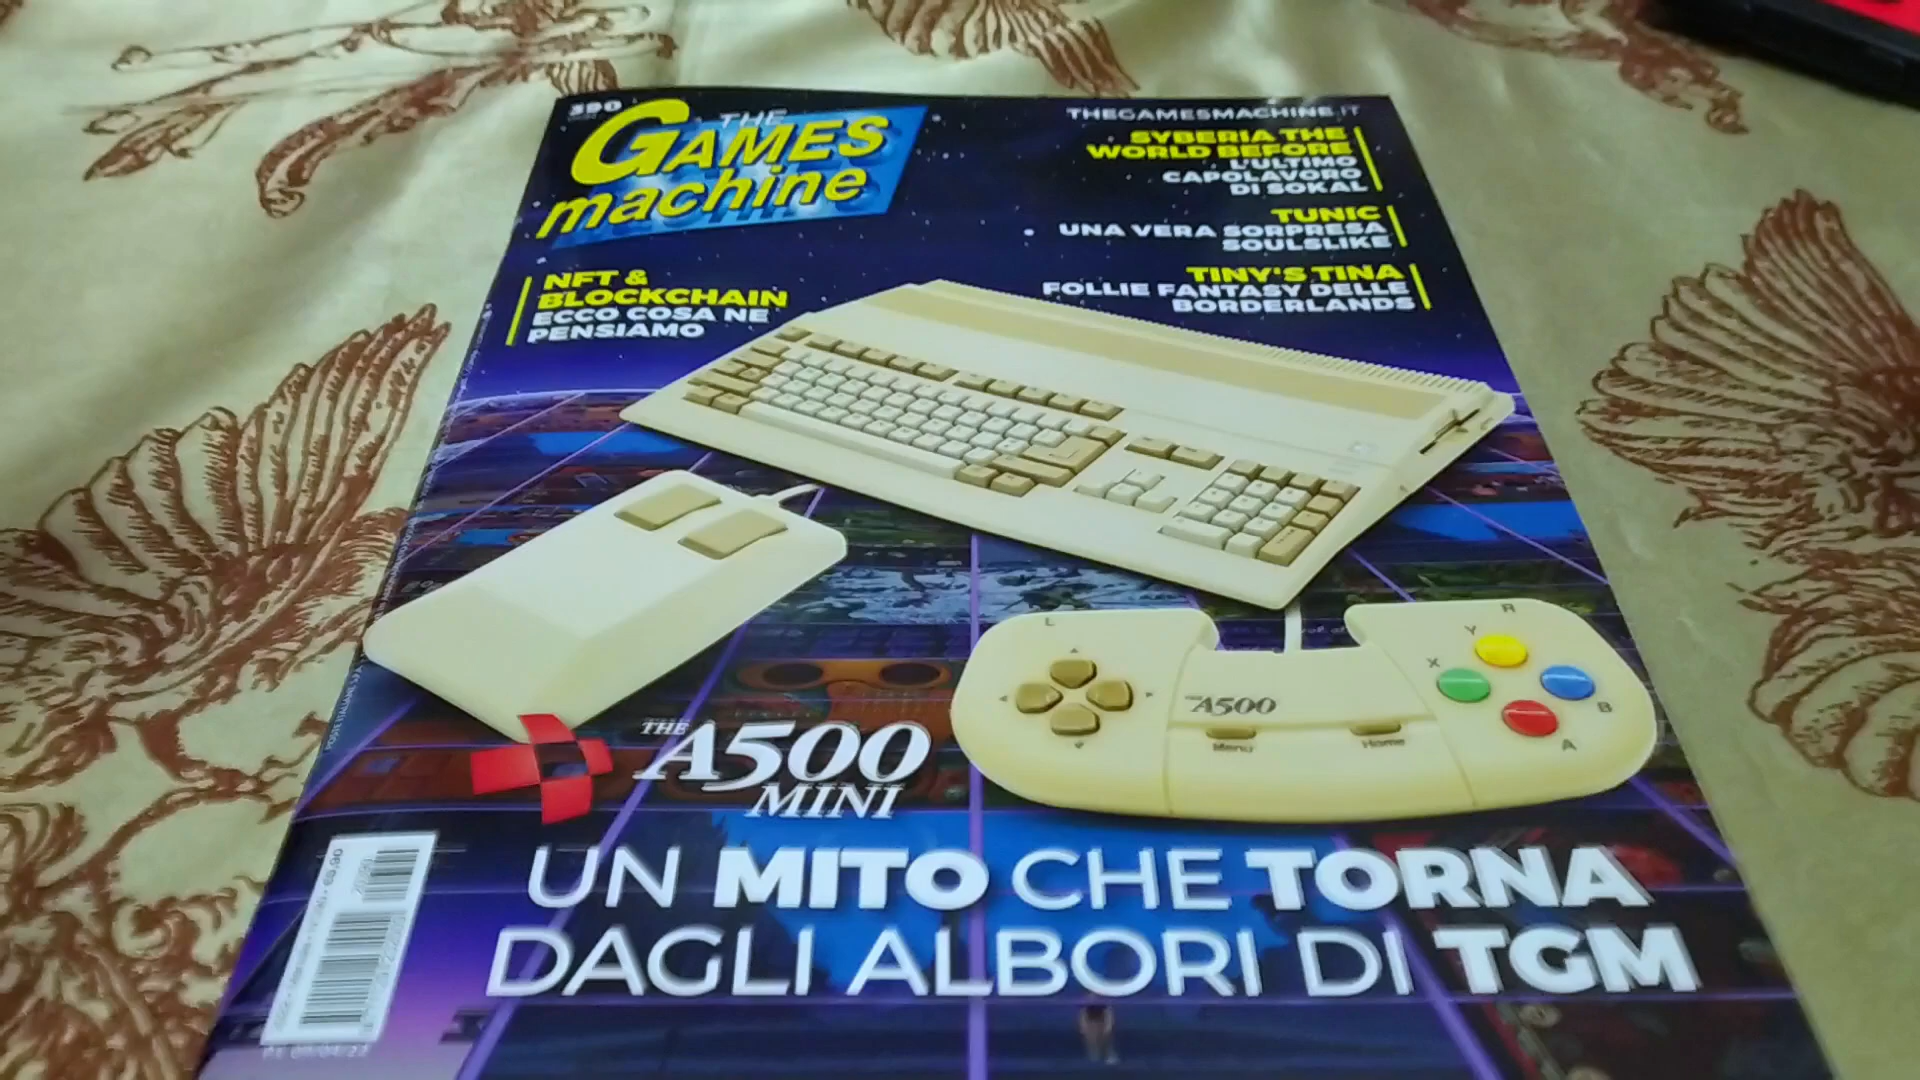 390
THE
GAMES
machine
THEGAMESMACHINE.IT
SYBERIA THE
WORLD BEFORE
L'ULTIMO
CAPOLAVORO
DI SOKAL
TUNIC
UNA VERA SORPRESA
SOULSLIKE
TINY'S TINA
FOLLIE FANTASY DELLE
BORDERLANDS
NFT &
BLOCKCHAIN
ECCO COSA NE
PENSIAMO
L
R
Y
X
B
A
THE A500
Menu
Home
THE A500
MINI
UN MITO CHE TORNA
DAGLI ALBORI DI TGM